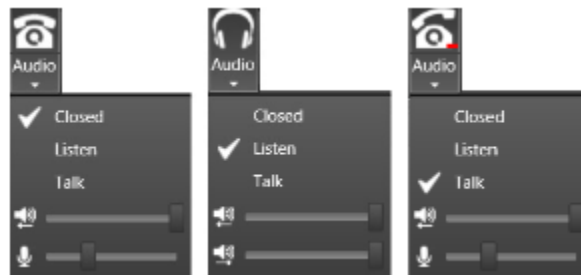 Audio
Closed
Listen
Talk
Audio
Closed
Listen
Talk
Audio
Closed
Listen
Talk